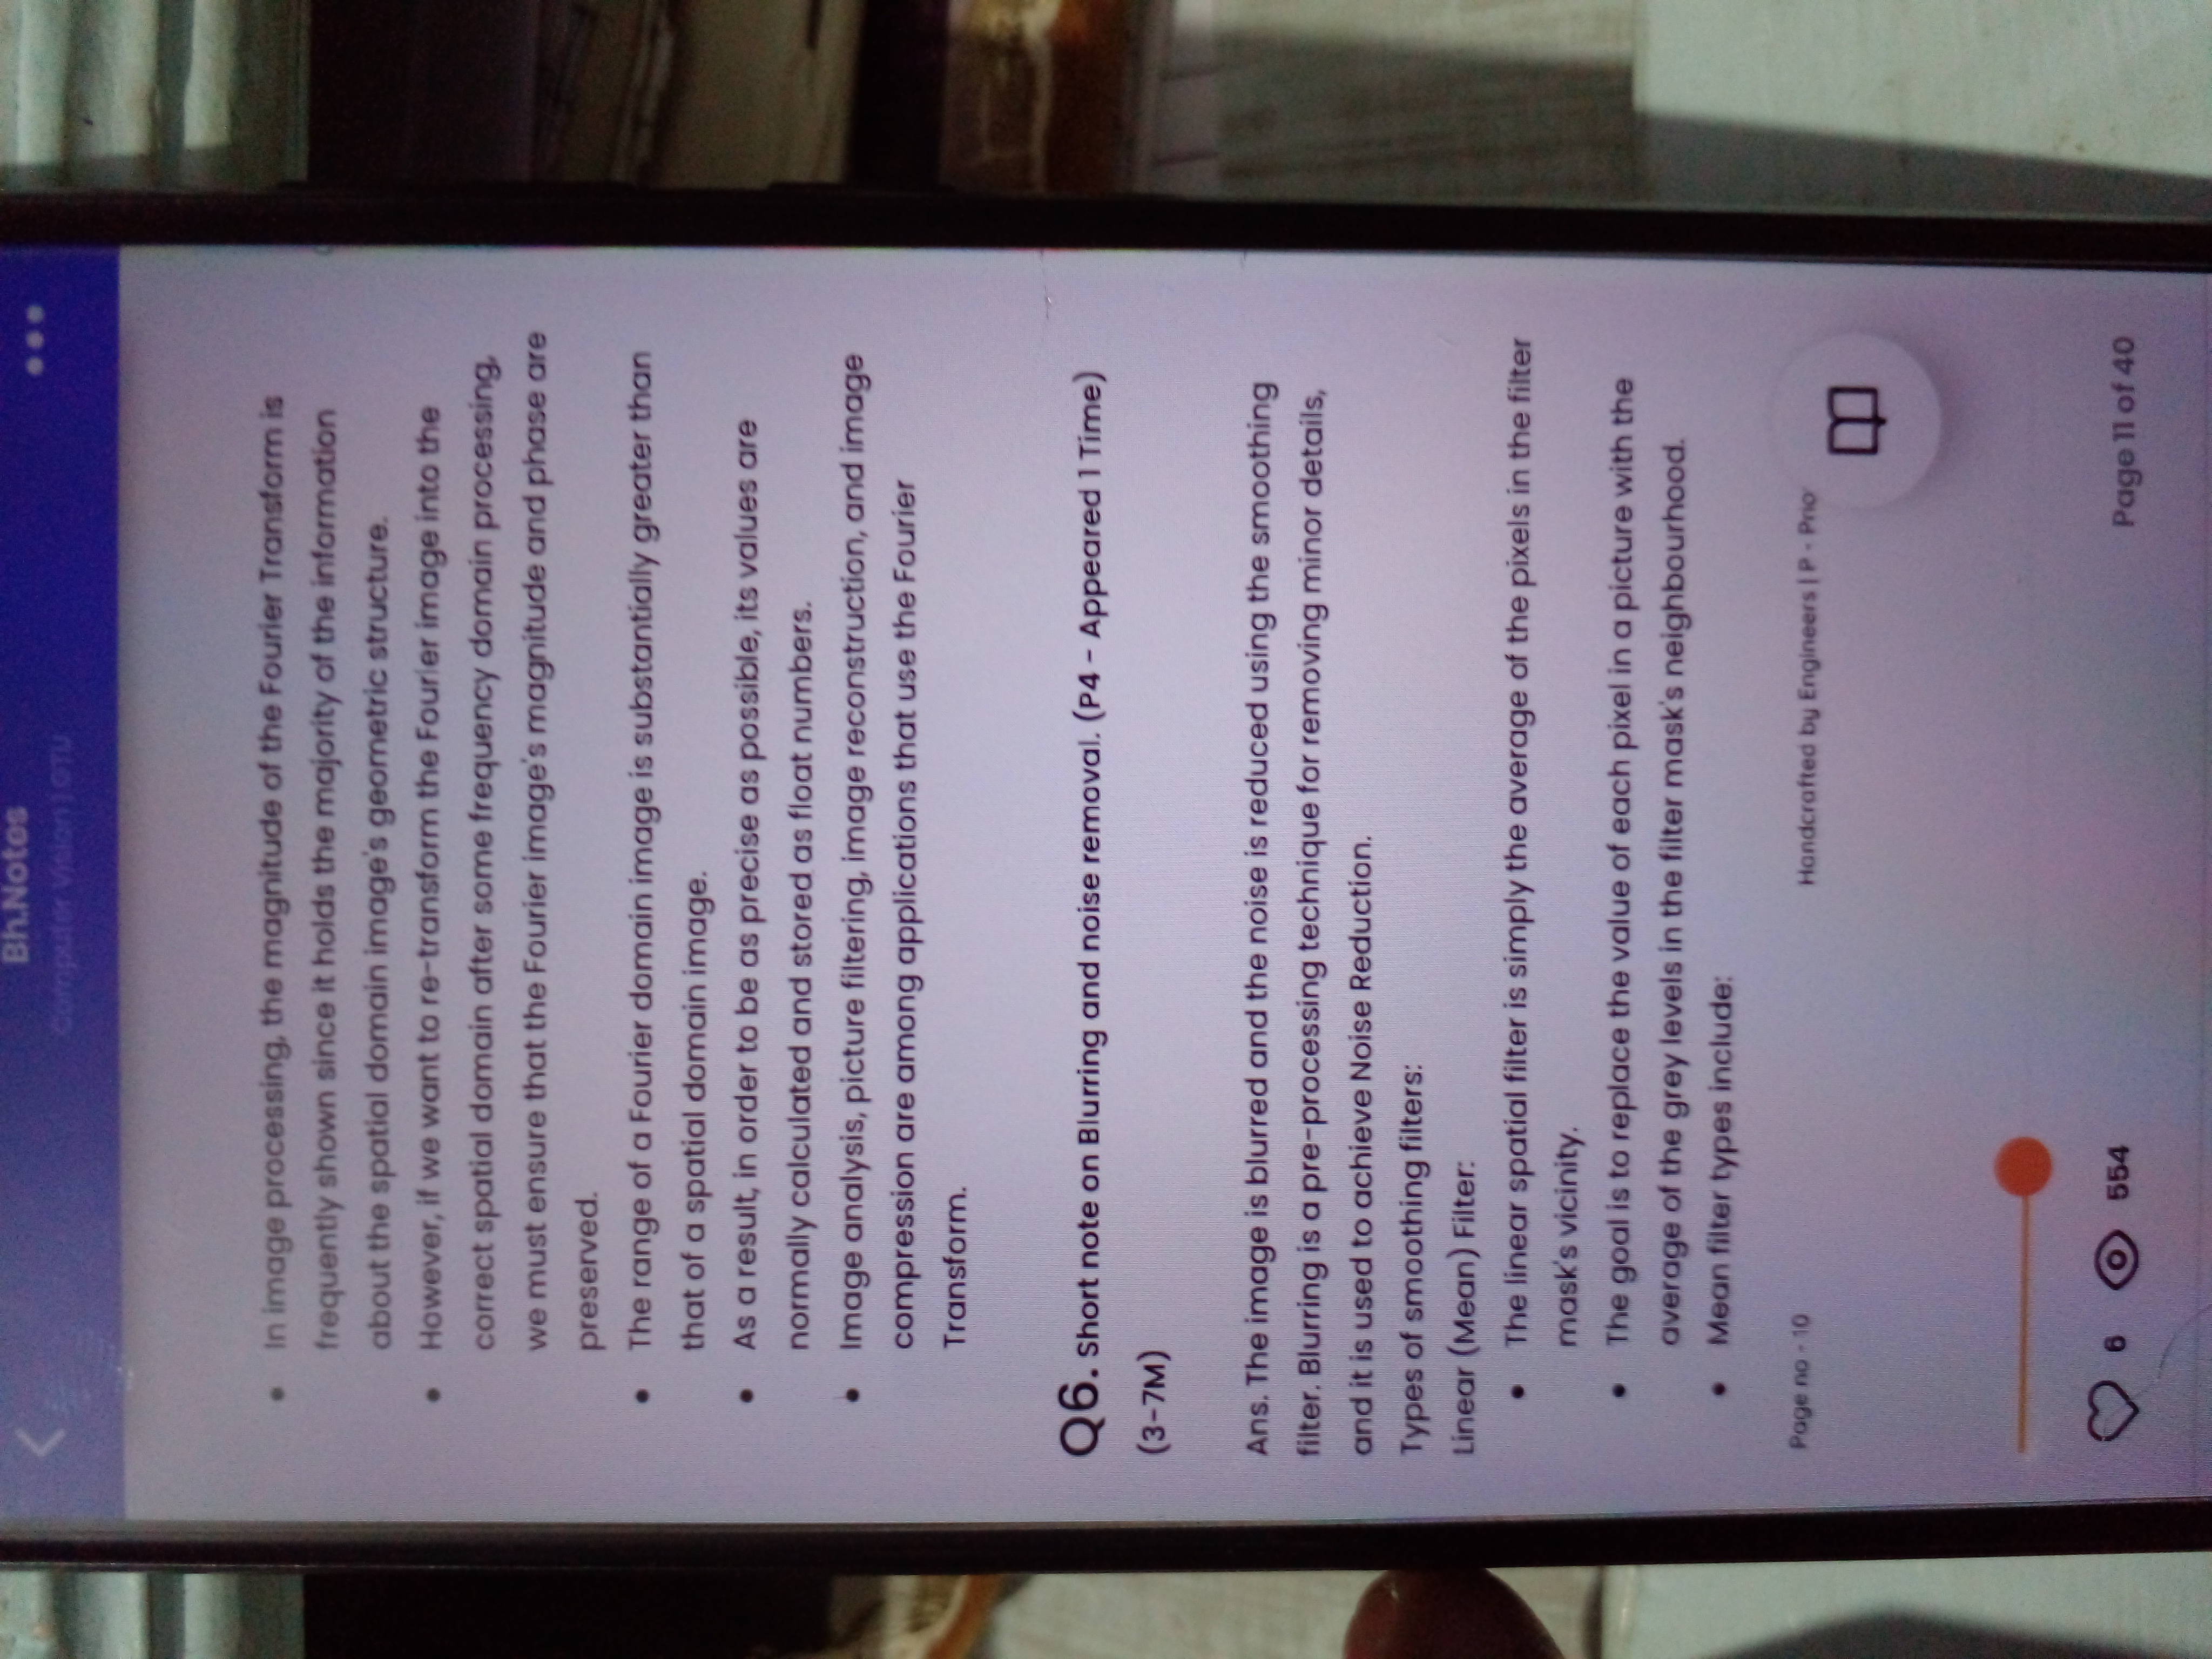 Bh.Notes
Computer Vision | GTU
In image processing, the magnitude of the Fourier Transform is
frequently shown since it holds the majority of the information
about the spatial domain image's geometric structure.
However, if we want to re-transform the Fourier image into the
correct spatial domain after some frequency domain processing,
we must ensure that the Fourier image's magnitude and phase are
preserved.
The range of a Fourier domain image is substantially greater than
that of a spatial domain image.
As a result, in order to be as precise as possible, its values are
normally calculated and stored as float numbers.
Image analysis, picture filtering, image reconstruction, and image
compression are among applications that use the Fourier
Transform.
Q6. Short note on Blurring and noise removal. (P4 - Appeared 1 Time)
(3-7M)
Ans. The image is blurred and the noise is reduced using the smoothing
filter. Blurring is a pre-processing technique for removing minor details,
and it is used to achieve Noise Reduction.
Types of smoothing filters:
Linear (Mean) Filter:
The linear spatial filter is simply the average of the pixels in the filter
mask's vicinity.
The goal is to replace the value of each pixel in a picture with the
average of the grey levels in the filter mask's neighbourhood.
Mean filter types include:
Page no - 10
Handcrafted by Engineers | P - Prio
6
554
Page 11 of 40